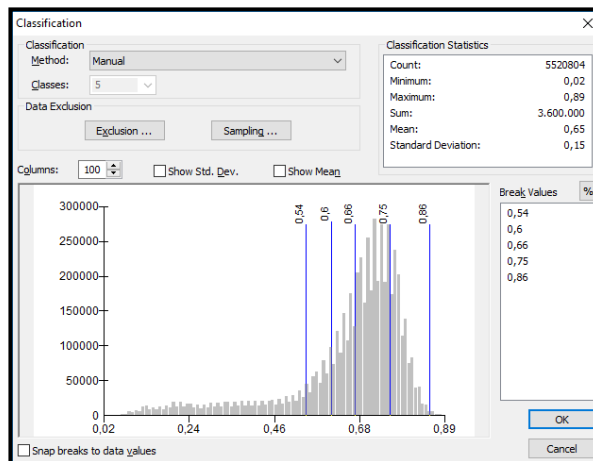 Classification
Classification
Method: Manual
Classes: 5
Classification Statistics
Count: 5520804
Minimum: 0,02
Maximum: 0,89
Sum: 3.600.000
Mean: 0,65
Standard Deviation: 0,15
Data Exclusion
Exclusion ...
Sampling ...
Columns: 100
Show Std. Dev.
Show Mean
Break Values
%
0,54
0,6
0,66
0,75
0,86
300000
250000
200000
150000
100000
50000
0
0,54
0,6
0,66
0,75
0,86
0,02
0,24
0,46
0,68
0,89
OK
Snap breaks to data values
Cancel